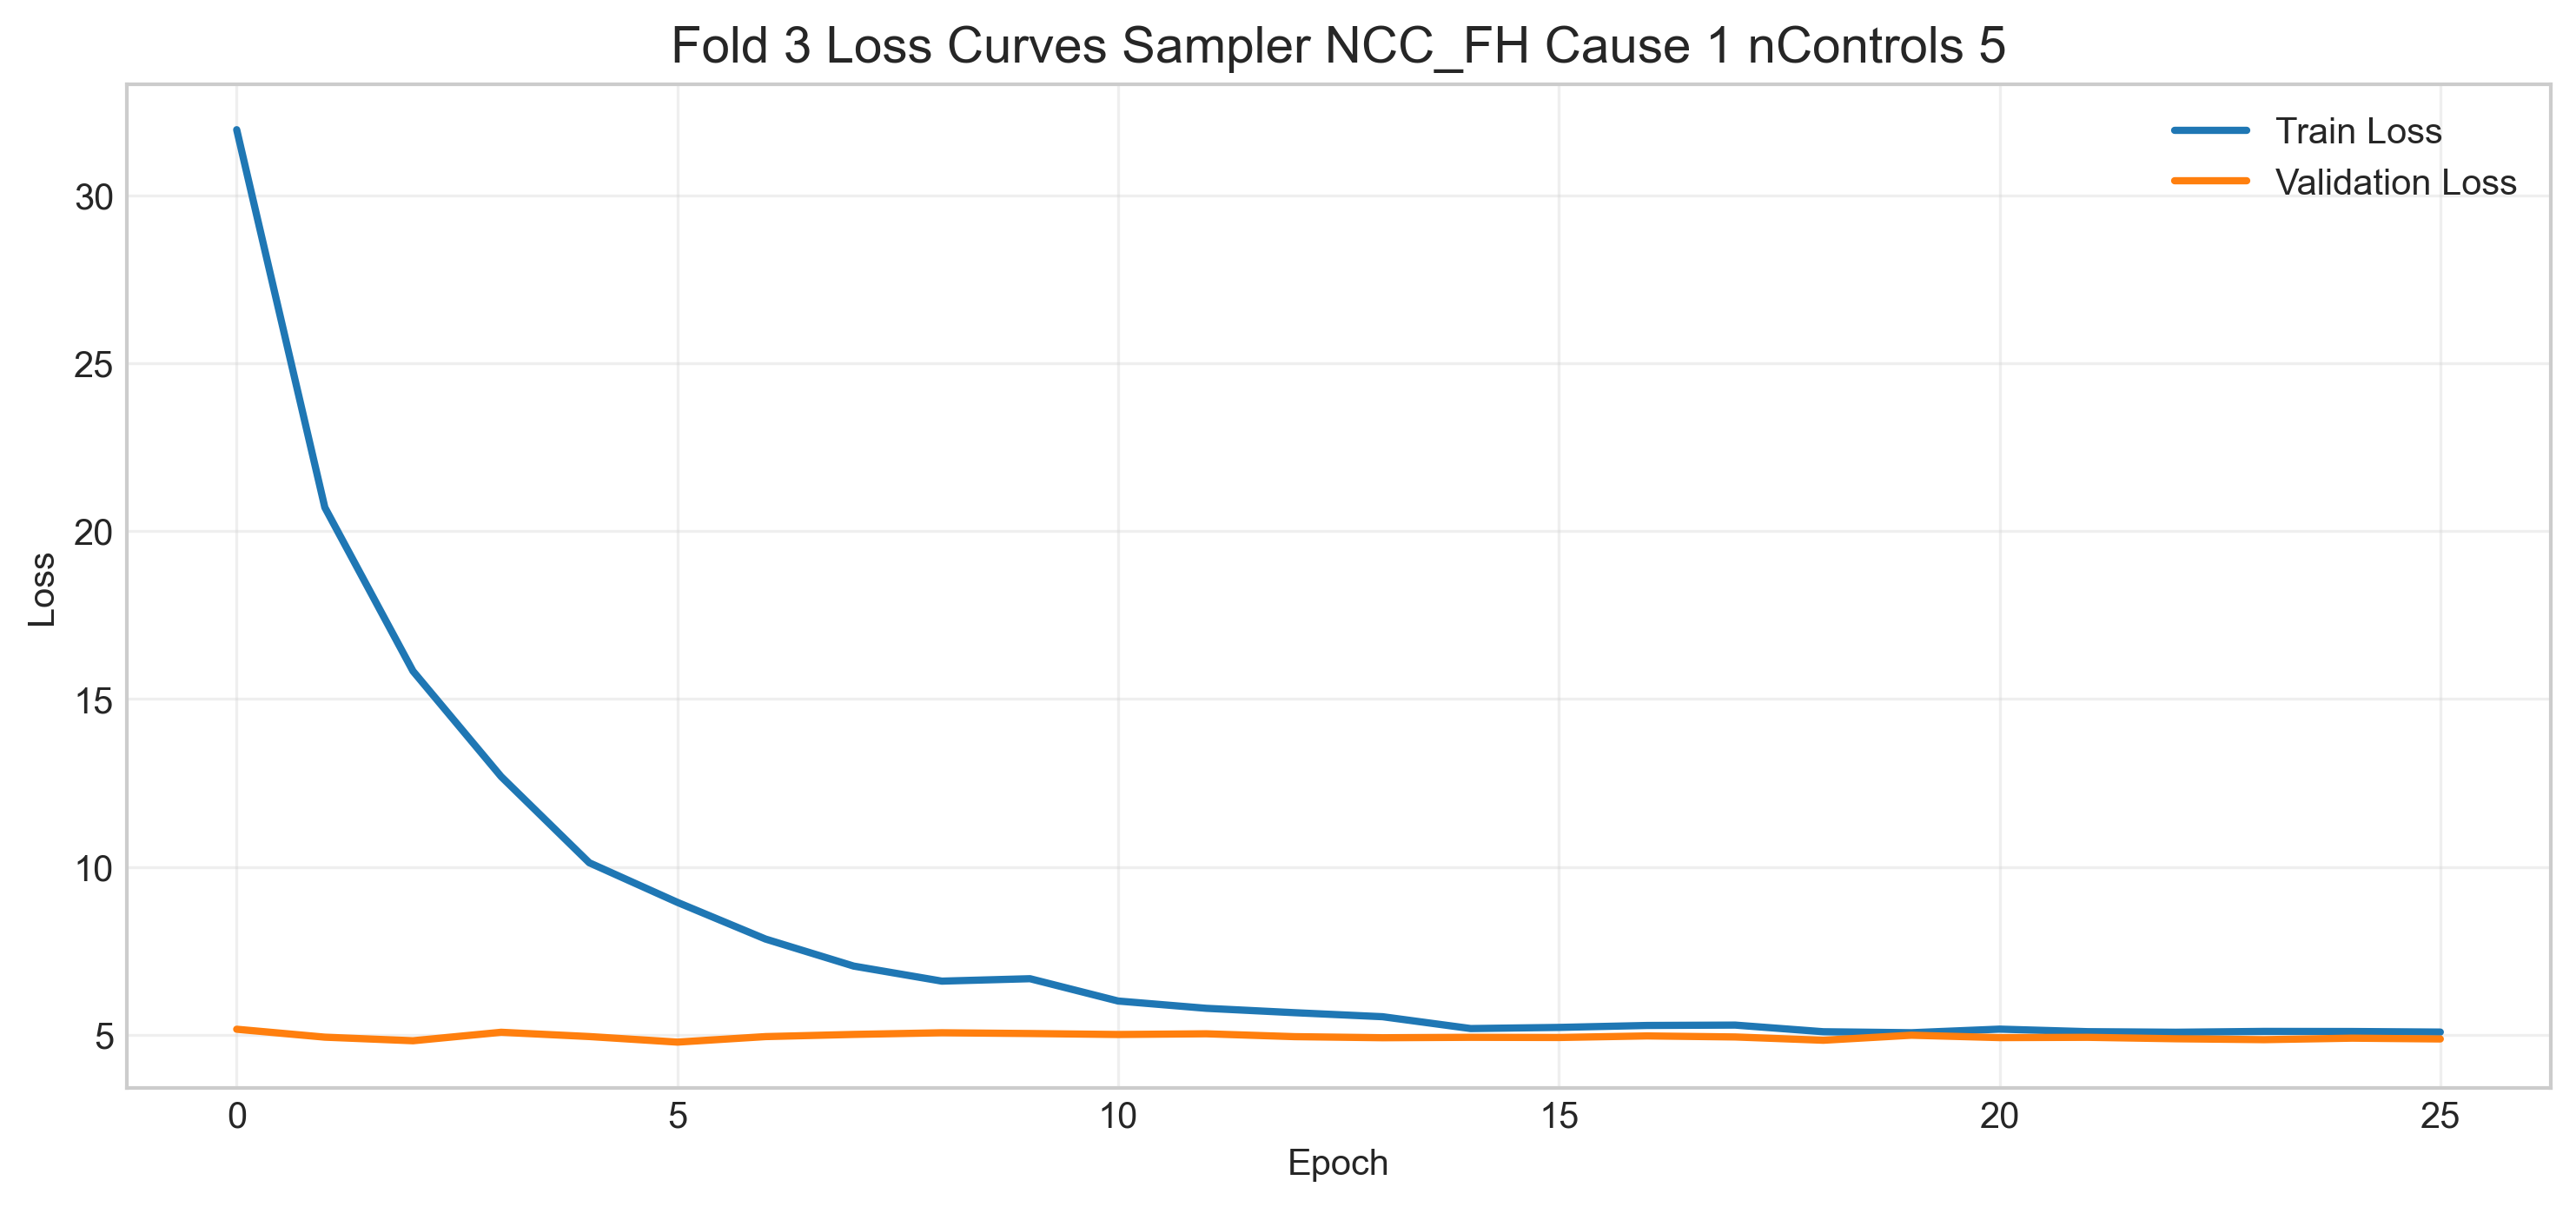 Fold 3 Loss Curves Sampler NCC_FH Cause 1 nControls 5
Train Loss
Validation Loss
30
25
20
15
10
5
Loss
0 5 10 15 20 25
Epoch